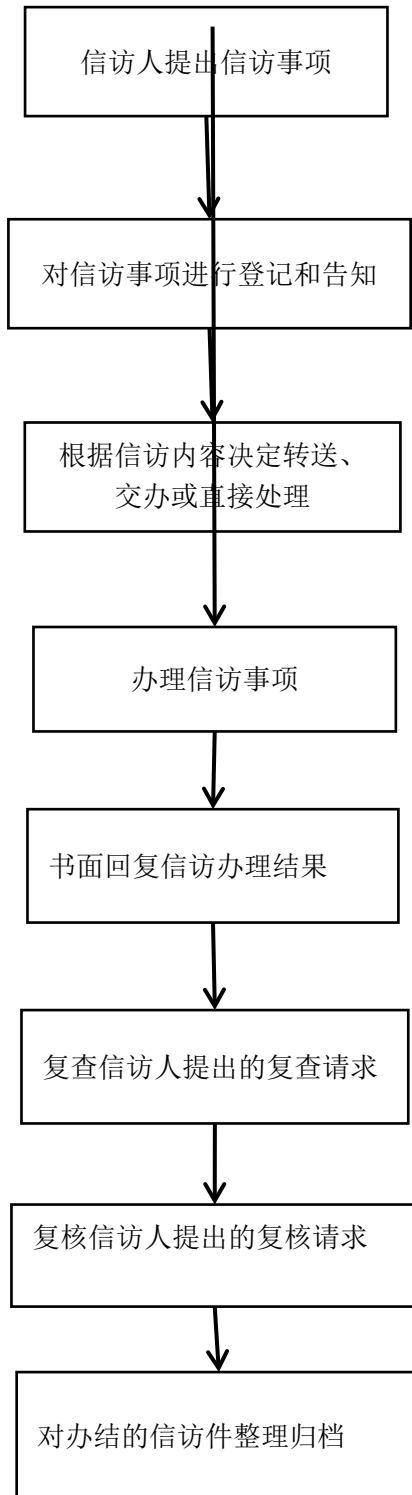 信访人提出信访事项
对信访事项进行登记和告知
根据信访内容决定转送、
交办或直接处理
办理信访事项
书面回复信访办理结果
复查信访人提出的复查请求
复核信访人提出的复核请求
对办结的信访件整理归档